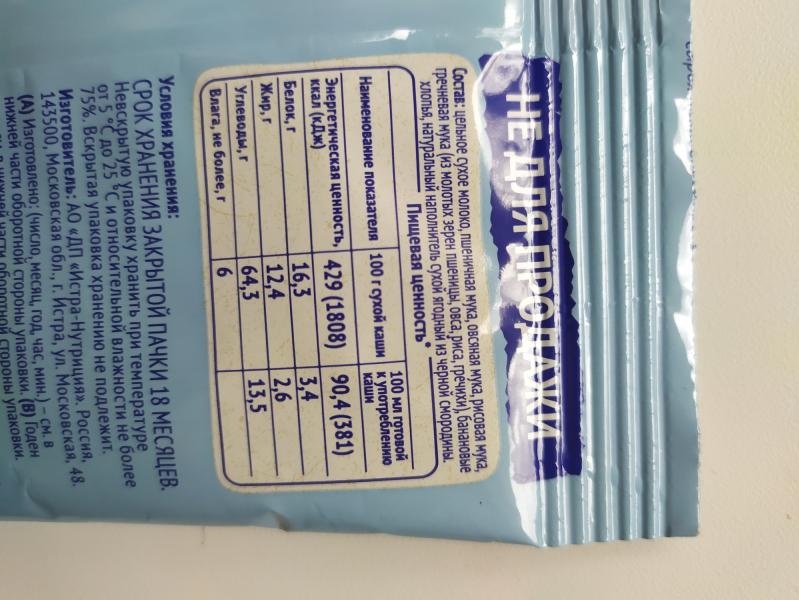 НЕ ДЛЯ ПРОДАЖИ
Состав: цельное сухое молоко, пшеничная мука, овсяная мука, рисовая мука,
гречневая мука (из молотых зерен пшеницы, овса, риса, гречихи), банановые
хлопья, натуральный наполнитель сухой ягодный из черной смородины.
Пищевая ценность*
Наименование показателя 100 г сухой каши 100 мл готовой к употреблению каши
Энергетическая ценность, ккал (кДж) 429 (1808) 90,4 (381)
Белок, г 16,3 3,4
Жир, г 12,4 2,6
Углеводы, г 64,3 13,5
Влага, не более, г 6
Условия хранения:
СРОК ХРАНЕНИЯ ЗАКРЫТОЙ ПАЧКИ 18 МЕСЯЦЕВ.
Невскрытую упаковку хранить при температуре
от 5 °С до 25 °С и относительной влажности не более
75%. Вскрытая упаковка хранению не подлежит.
Изготовитель: АО «ДП «Истра-Нутриция», Россия,
143500, Московская обл., г. Истра, ул. Московская, 48.
(А) Изготовлено: (число, месяц, год, час, мин.) – см. в
нижней части оборотной стороны упаковки. (В) Годен
в нижней части оборотной стороны упаковки.